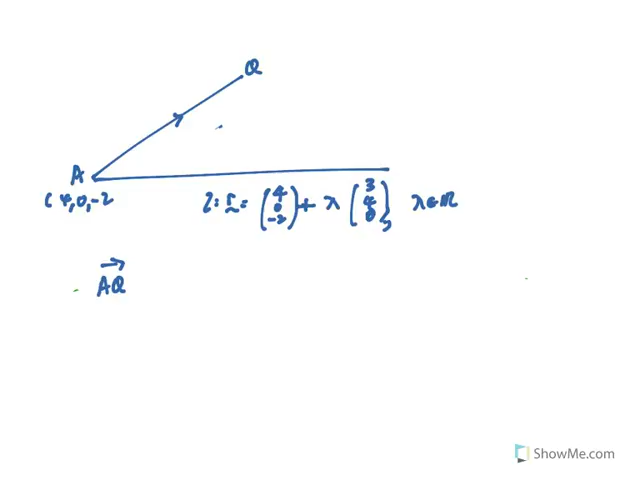 Q
A
( 4, 0, -2
l: r = (4 0 -2) + λ (3 4 0), λ∈ℝ
AQ
ShowMe.com